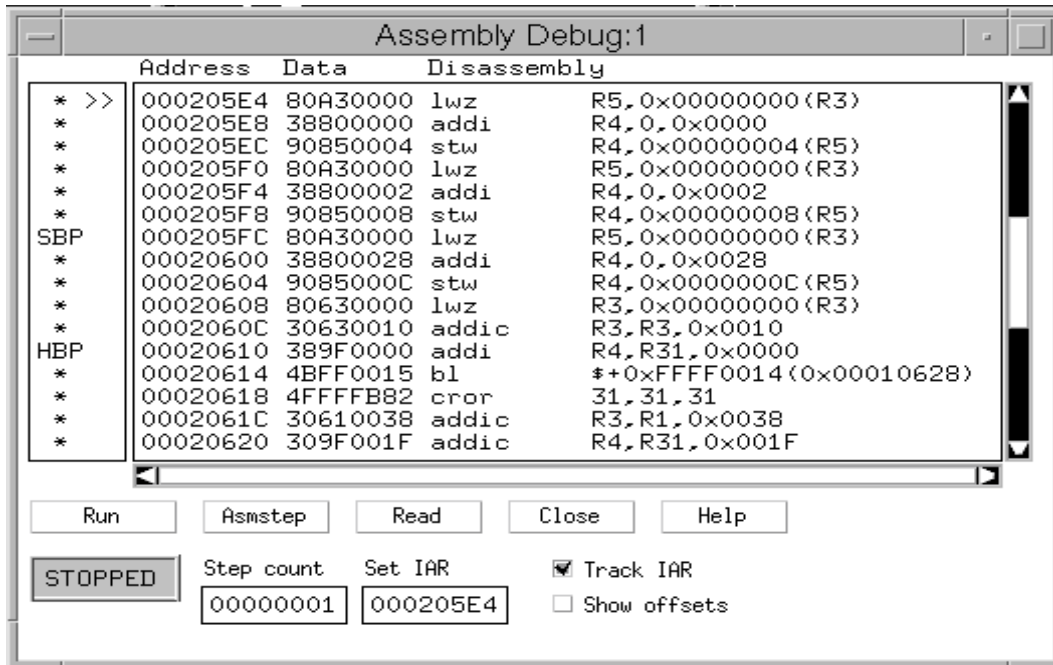 Assembly Debug:1
Address Data Disassembly
* >> 000205E4 80A30000 lwz R5,0x00000000(R3)
* 000205E8 38800000 addi R4,0,0x0000
* 000205EC 90850004 stw R4,0x00000004(R5)
* 000205F0 80A30000 lwz R5,0x00000000(R3)
* 000205F4 38800002 addi R4,0,0x0002
* 000205F8 90850008 stw R4,0x00000008(R5)
SBP 000205FC 80A30000 lwz R5,0x00000000(R3)
* 00020600 38800028 addi R4,0,0x0028
* 00020604 9085000C stw R4,0x0000000C(R5)
* 00020608 80630000 lwz R3,0x00000000(R3)
* 0002060C 30630010 addic R3,R3,0x0010
HBP 00020610 389F0000 addi R4,R31,0x0000
* 00020614 4BFF0015 bl $+0xFFFF0014(0x00010628)
* 00020618 4FFFFB82 cror 31,31,31
* 0002061C 30610038 addic R3,R1,0x0038
* 00020620 309F001F addic R4,R31,0x001F
Run Asmstep Read Close Help
STOPPED Step count Set IAR Track IAR
00000001 000205E4 Show offsets